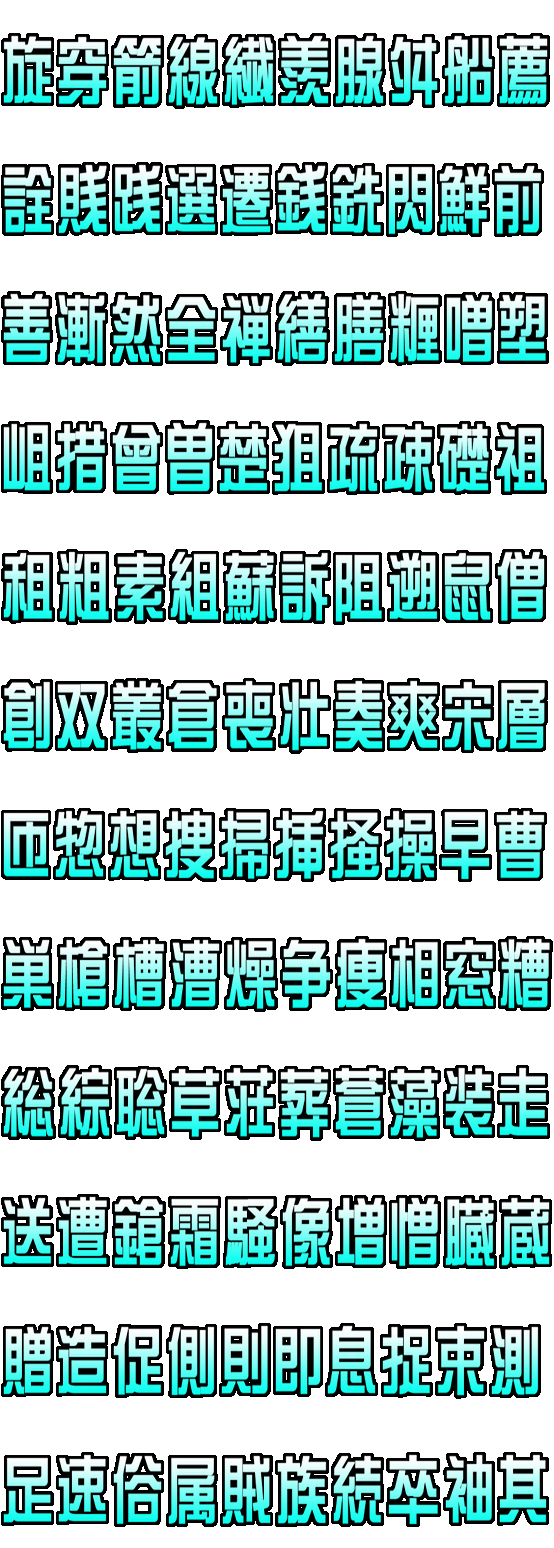 旋穿箭線繊羨腺舛船薦
詮賎践選遷銭銑閃鮮前
善漸然全禅繕膳糎噌塑
岨措曾曽楚狙疏疎礎祖
租粗素組蘇訴阻遡鼠僧
創双叢倉喪壮奏爽宋層
匝惣想捜掃挿掻操早曹
巣槍槽漕燥争痩相窓糟
総綜聡草荘葬蒼藻装走
送遭鎗霜騒像増憎臓蔵
贈造促側則即息捉束測
足速俗属賊族続卒袖其